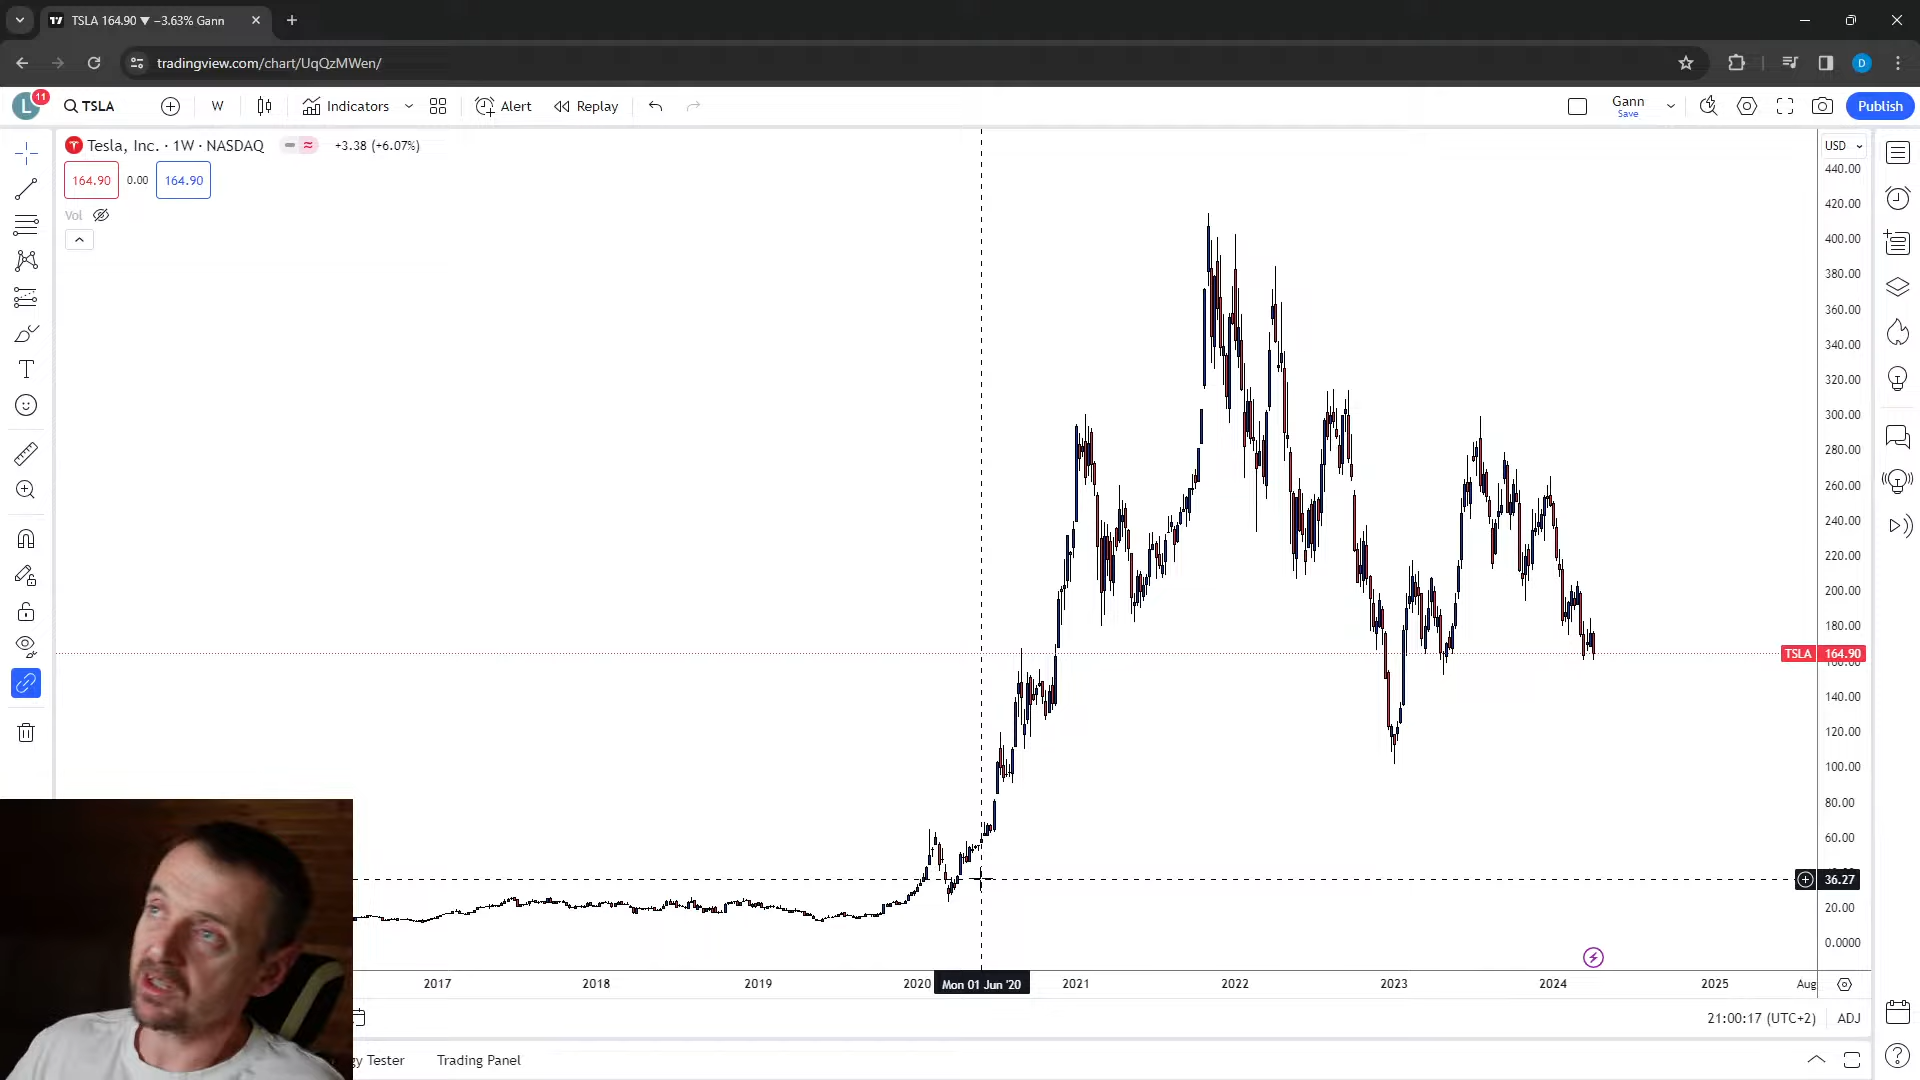 TSLA 164.90 ▼ −3.63% Gann
tradingview.com/chart/UqQzMWen/
L 11 TSLA W Indicators Alert Replay Gann Save Publish
D
Tesla, Inc. · 1W · NASDAQ +3.38 (+6.07%)
164.90 0.00 164.90
Vol
USD
440.00
420.00
400.00
380.00
360.00
340.00
320.00
300.00
280.00
260.00
240.00
220.00
200.00
180.00
TSLA 164.90
160.00
140.00
120.00
100.00
80.00
60.00
36.27
20.00
0.0000
2017 2018 2019 2020 Mon 01 Jun '20 2021 2022 2023 2024 2025 Aug
21:00:17 (UTC+2) ADJ
gy Tester Trading Panel